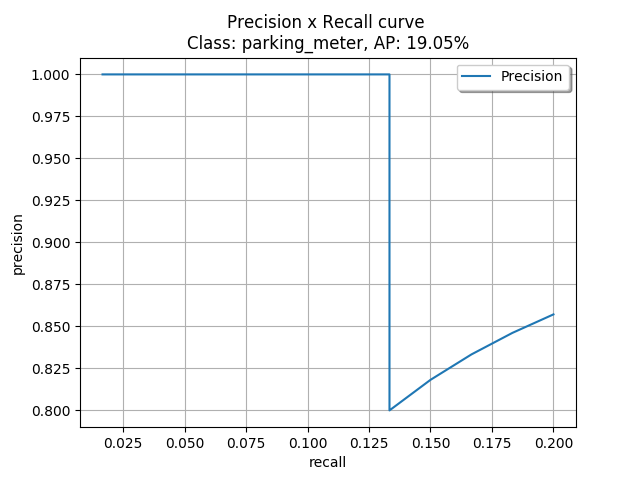 Precision x Recall curve
Class: parking_meter, AP: 19.05%
Precision
precision
1.000
0.975
0.950
0.925
0.900
0.875
0.850
0.825
0.800
0.025 0.050 0.075 0.100 0.125 0.150 0.175 0.200
recall